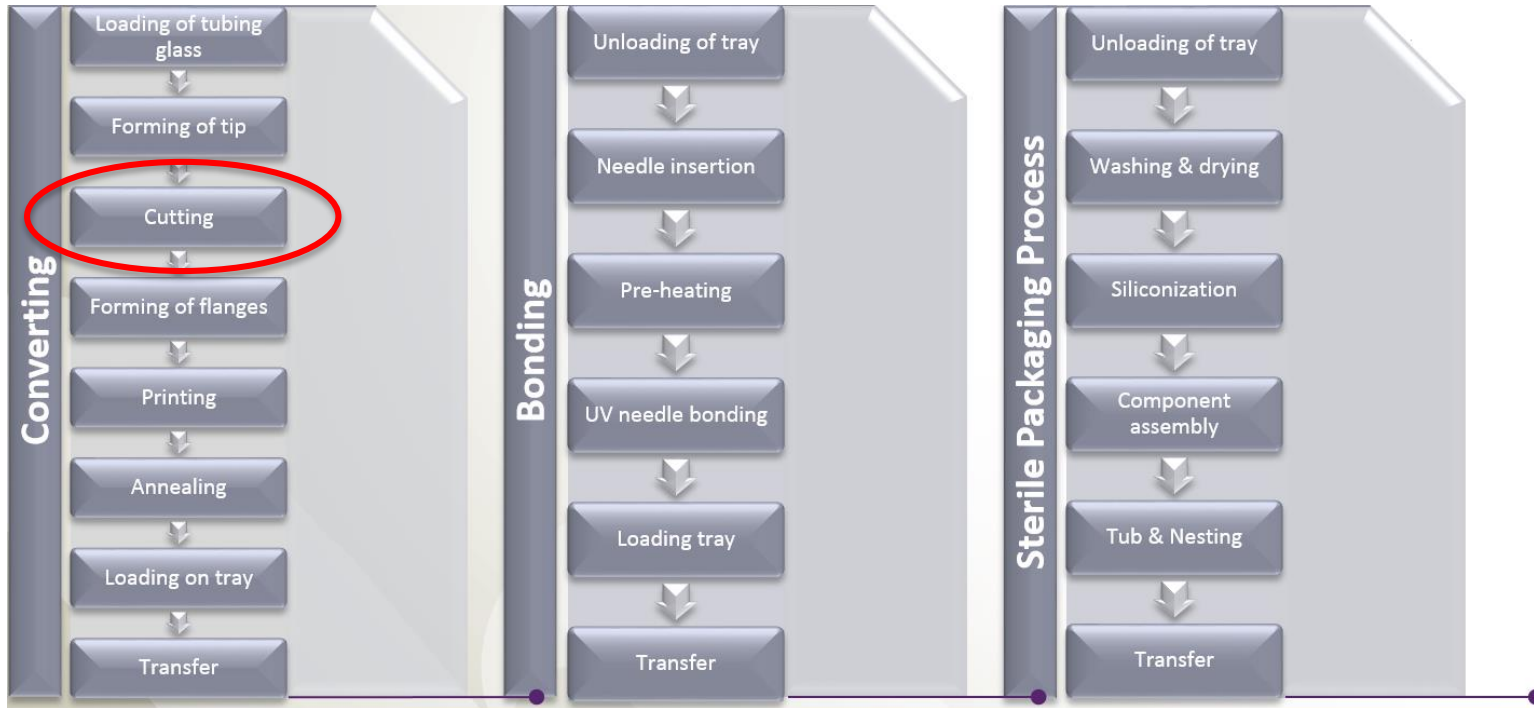 Converting
Loading of tubing
glass
Forming of tip
Cutting
Forming of flanges
Printing
Annealing
Loading on tray
Transfer
Bonding
Unloading of tray
Needle insertion
Pre-heating
UV needle bonding
Loading tray
Transfer
Sterile Packaging Process
Unloading of tray
Washing & drying
Siliconization
Component
assembly
Tub & Nesting
Transfer